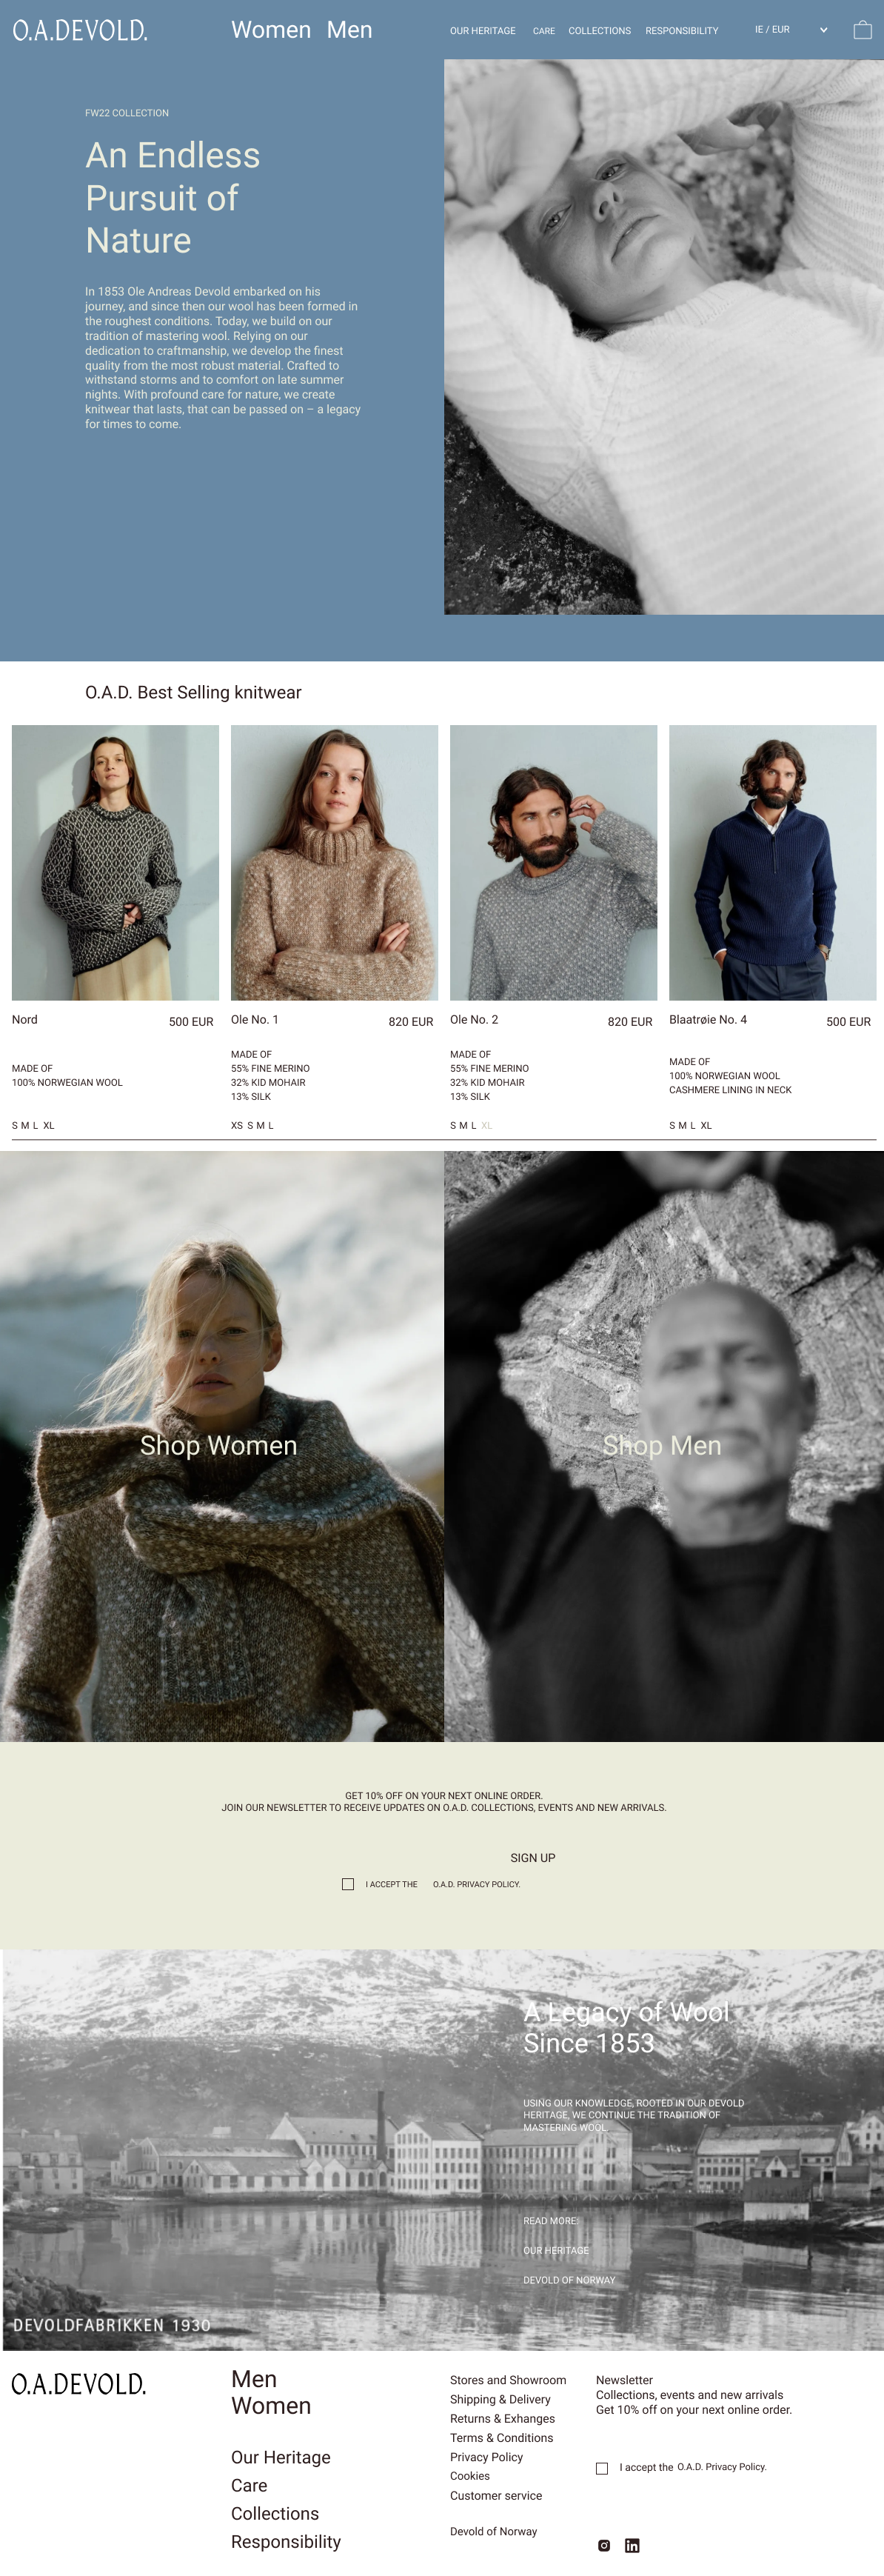 O.A.DEVOLD.
Women Men
OUR HERITAGE CARE COLLECTIONS RESPONSIBILITY
IE / EUR
FW22 COLLECTION
An Endless
Pursuit of
Nature
In 1853 Ole Andreas Devold embarked on his
journey, and since then our wool has been formed in
the roughest conditions. Today, we build on our
tradition of mastering wool. Relying on our
dedication to craftmanship, we develop the finest
quality from the most robust material. Crafted to
withstand storms and to comfort on late summer
nights. With profound care for nature, we create
knitwear that lasts, that can be passed on – a legacy
for times to come.
O.A.D. Best Selling knitwear
Nord
500 EUR
MADE OF
100% NORWEGIAN WOOL
S M L XL
Ole No. 1
820 EUR
MADE OF
55% FINE MERINO
32% KID MOHAIR
13% SILK
XS S M L
Ole No. 2
820 EUR
MADE OF
55% FINE MERINO
32% KID MOHAIR
13% SILK
S M L XL
Blaatrøie No. 4
500 EUR
MADE OF
100% NORWEGIAN WOOL
CASHMERE LINING IN NECK
S M L XL
Shop Women
Shop Men
GET 10% OFF ON YOUR NEXT ONLINE ORDER.
JOIN OUR NEWSLETTER TO RECEIVE UPDATES ON O.A.D. COLLECTIONS, EVENTS AND NEW ARRIVALS.
SIGN UP
I ACCEPT THE O.A.D. PRIVACY POLICY.
A Legacy of Wool
Since 1853
USING OUR KNOWLEDGE, ROOTED IN OUR DEVOLD
HERITAGE, WE CONTINUE THE TRADITION OF
MASTERING WOOL.
READ MORE:
OUR HERITAGE
DEVOLD OF NORWAY
DEVOLDFABRIKKEN 1930
O.A.DEVOLD.
Men
Women
Our Heritage
Care
Collections
Responsibility
Stores and Showroom
Shipping & Delivery
Returns & Exhanges
Terms & Conditions
Privacy Policy
Cookies
Customer service
Devold of Norway
Newsletter
Collections, events and new arrivals
Get 10% off on your next online order.
I accept the O.A.D. Privacy Policy.